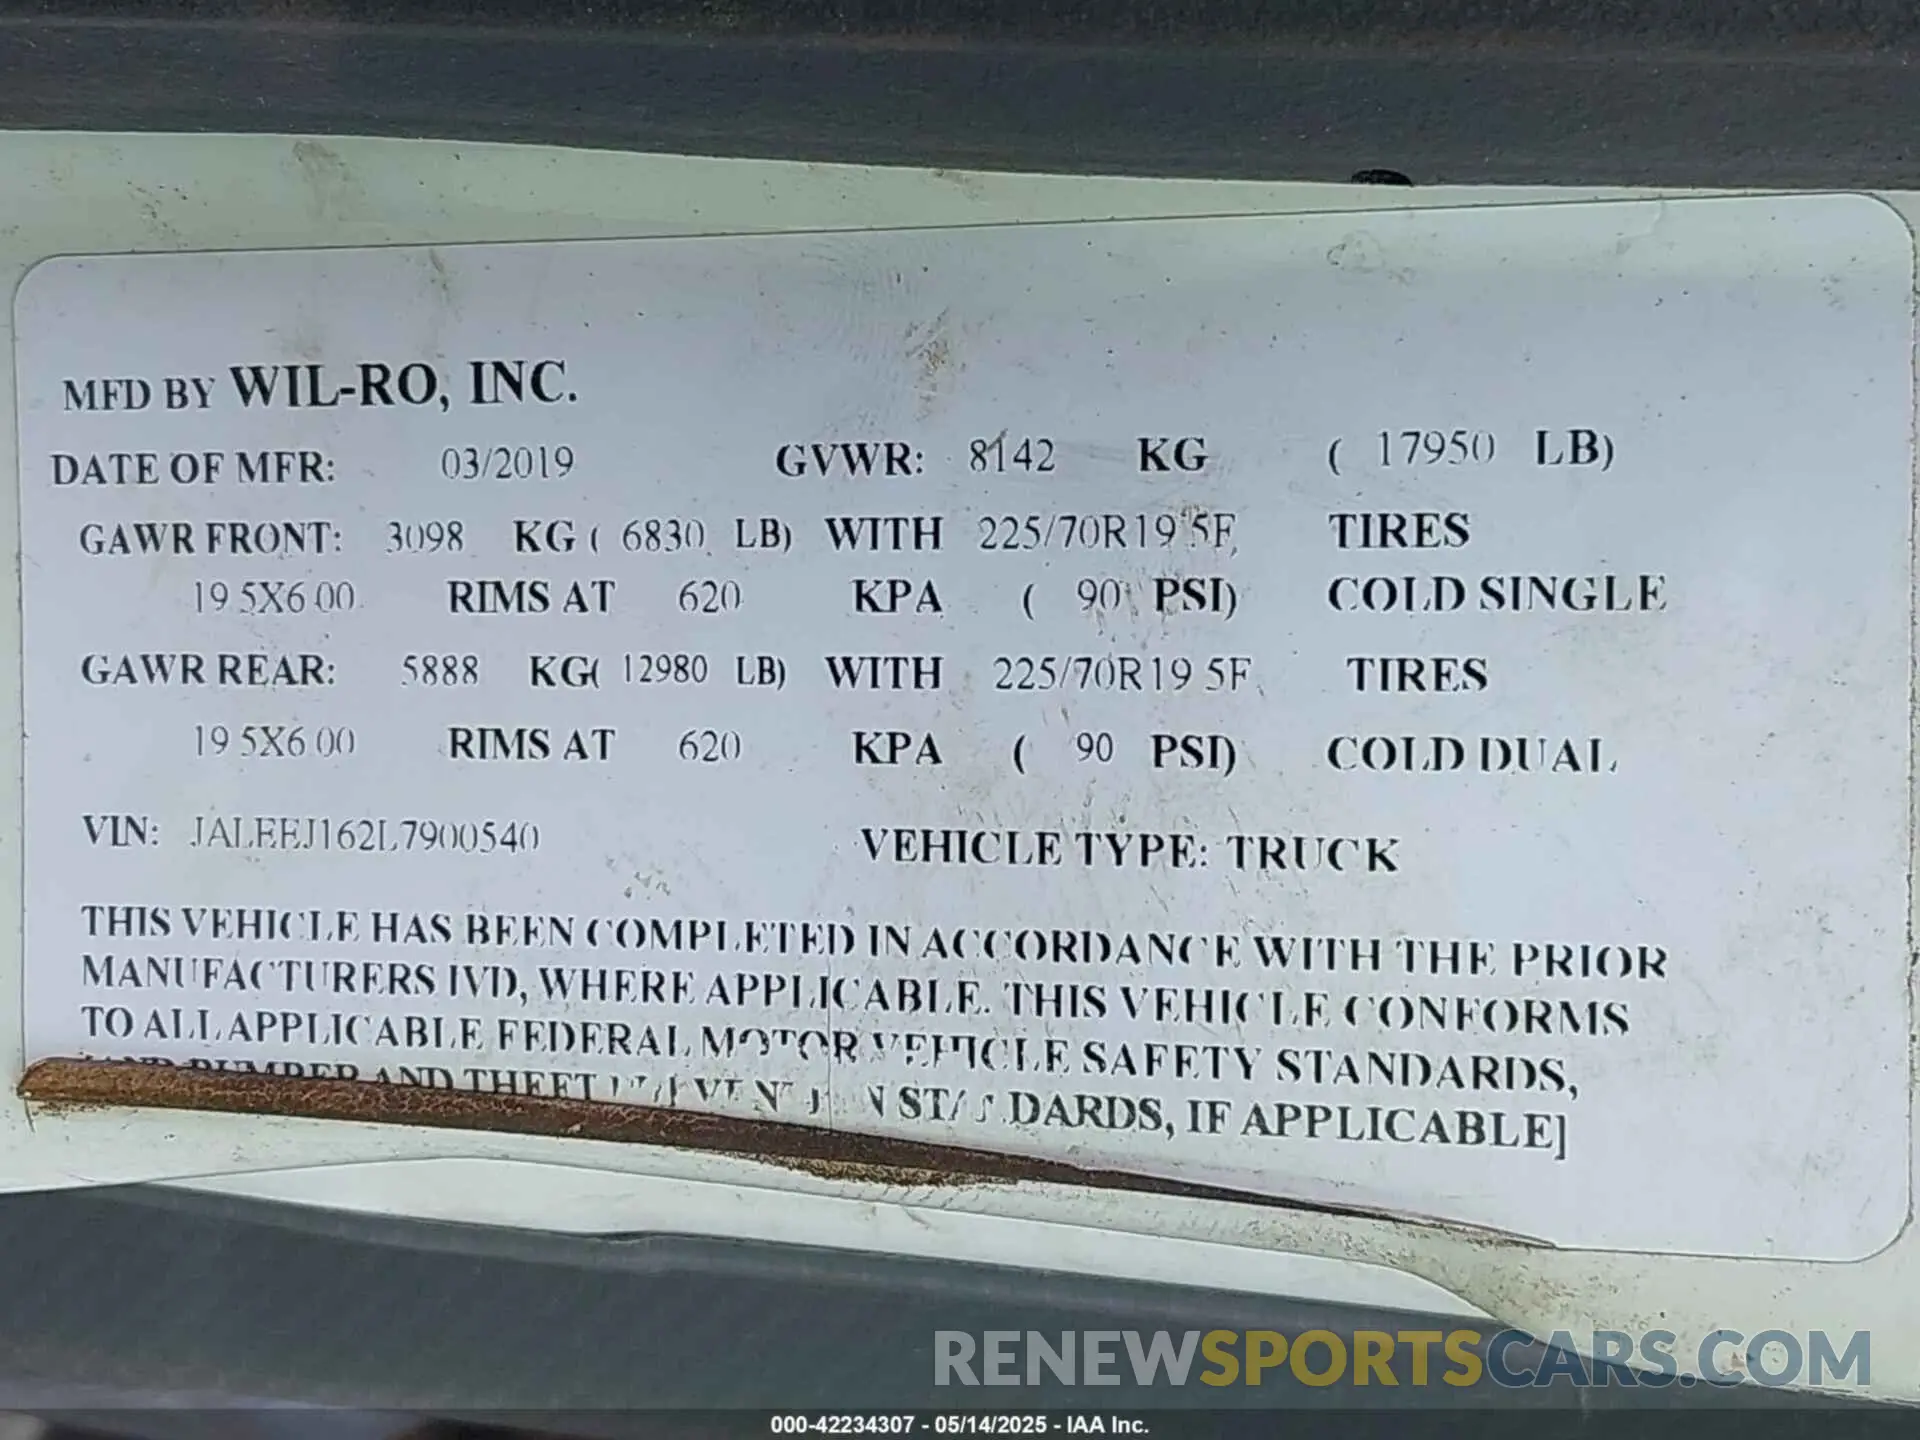 MFD BY WIL-RO, INC.
DATE OF MFR: 03/2019 GVWR: 8142 KG ( 17950 LB)
GAWR FRONT: 3098 KG ( 6830 LB) WITH 225/70R19 5F TIRES
19 5X6 00 RIMS AT 620 KPA ( 90 PSI) COLD SINGLE
GAWR REAR: 5888 KG( 12980 LB) WITH 225/70R19 5F TIRES
19 5X6 00 RIMS AT 620 KPA ( 90 PSI) COLD DUAL
VIN: JALEEJ162L7900540 VEHICLE TYPE: TRUCK
THIS VEHICLE HAS BEEN COMPLETED IN ACCORDANCE WITH THE PRIOR
MANUFACTURERS IVD, WHERE APPLICABLE. THIS VEHICLE CONFORMS
TO ALL APPLICABLE FEDERAL MOTOR VEHICLE SAFETY STANDARDS,
[AND BUMPER AND THEFT PREVENTION STANDARDS, IF APPLICABLE]
RENEWSPORTSCARS.COM
000-42234307 - 05/14/2025 - IAA Inc.